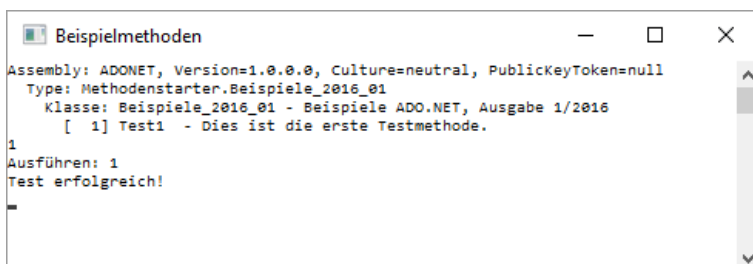 Beispielmethoden
Assembly: ADONET, Version=1.0.0.0, Culture=neutral, PublicKeyToken=null
Type: Methodenstarter.Beispiele_2016_01
Klasse: Beispiele_2016_01 - Beispiele ADO.NET, Ausgabe 1/2016
[  1] Test1  - Dies ist die erste Testmethode.
1
Ausführen: 1
Test erfolgreich!